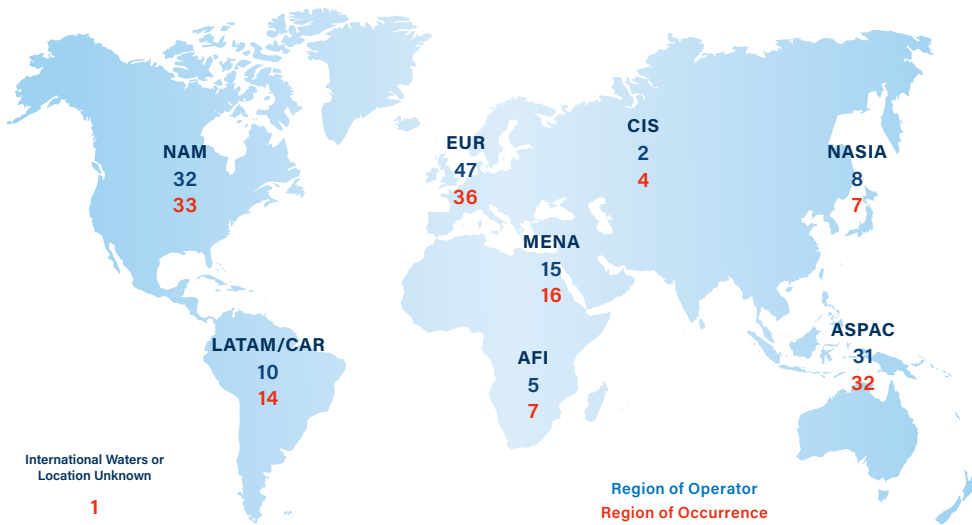 NAM
32
33
EUR
47
36
CIS
2
4
NASIA
8
7
MENA
15
16
LATAM/CAR
10
14
AFI
5
7
ASPAC
31
32
International Waters or
Location Unknown
1
Region of Operator
Region of Occurrence